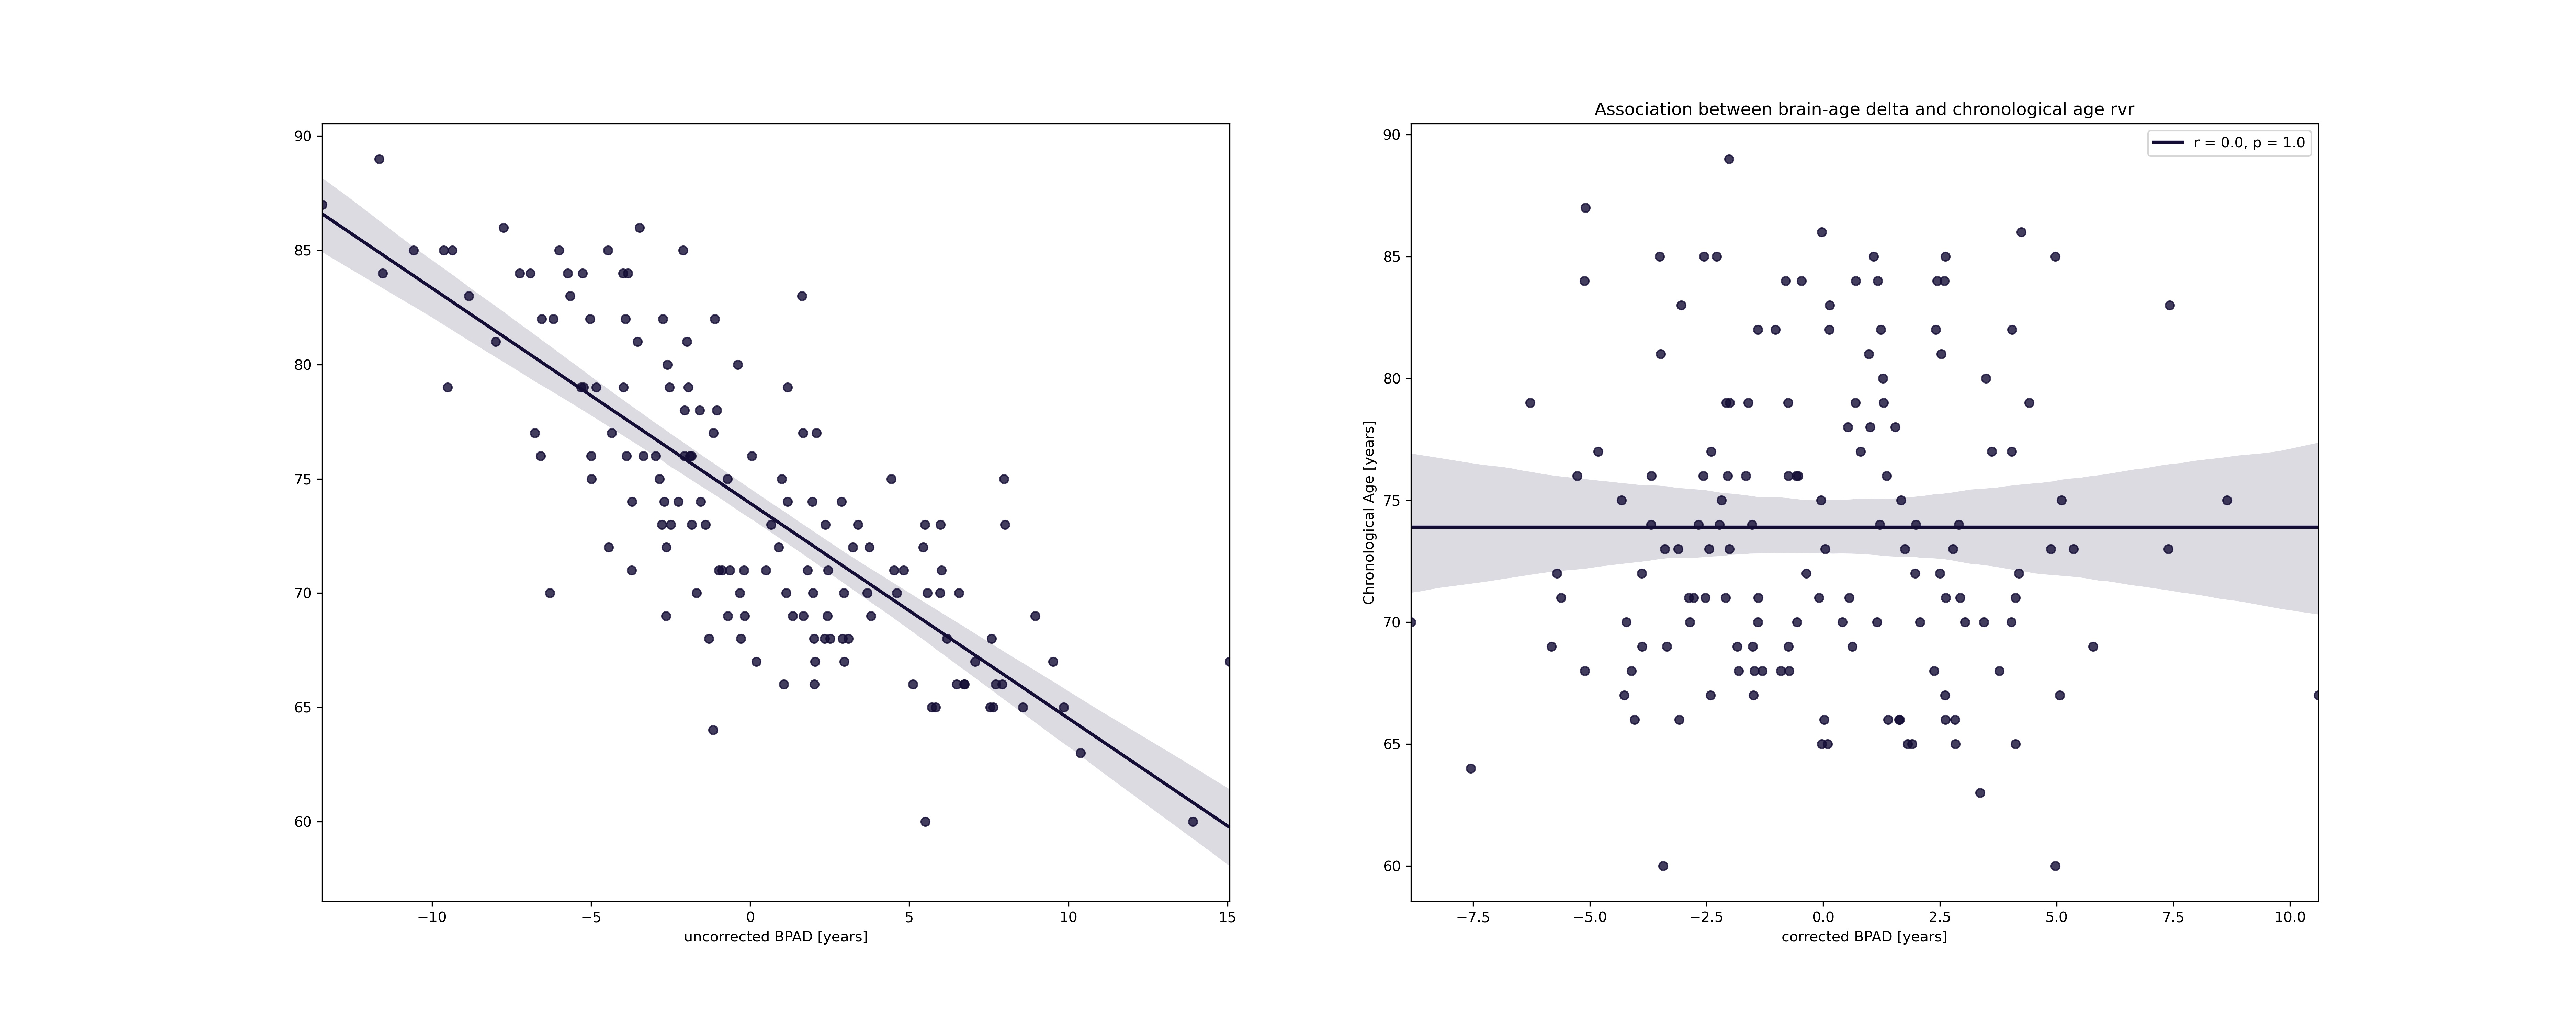 90
85
80
75
70
65
60
−10 −5 0 5 10 15
uncorrected BPAD [years]
Association between brain-age delta and chronological age rvr
r = 0.0, p = 1.0
Chronological Age [years]
90
85
80
75
70
65
60
−7.5 −5.0 −2.5 0.0 2.5 5.0 7.5 10.0
corrected BPAD [years]